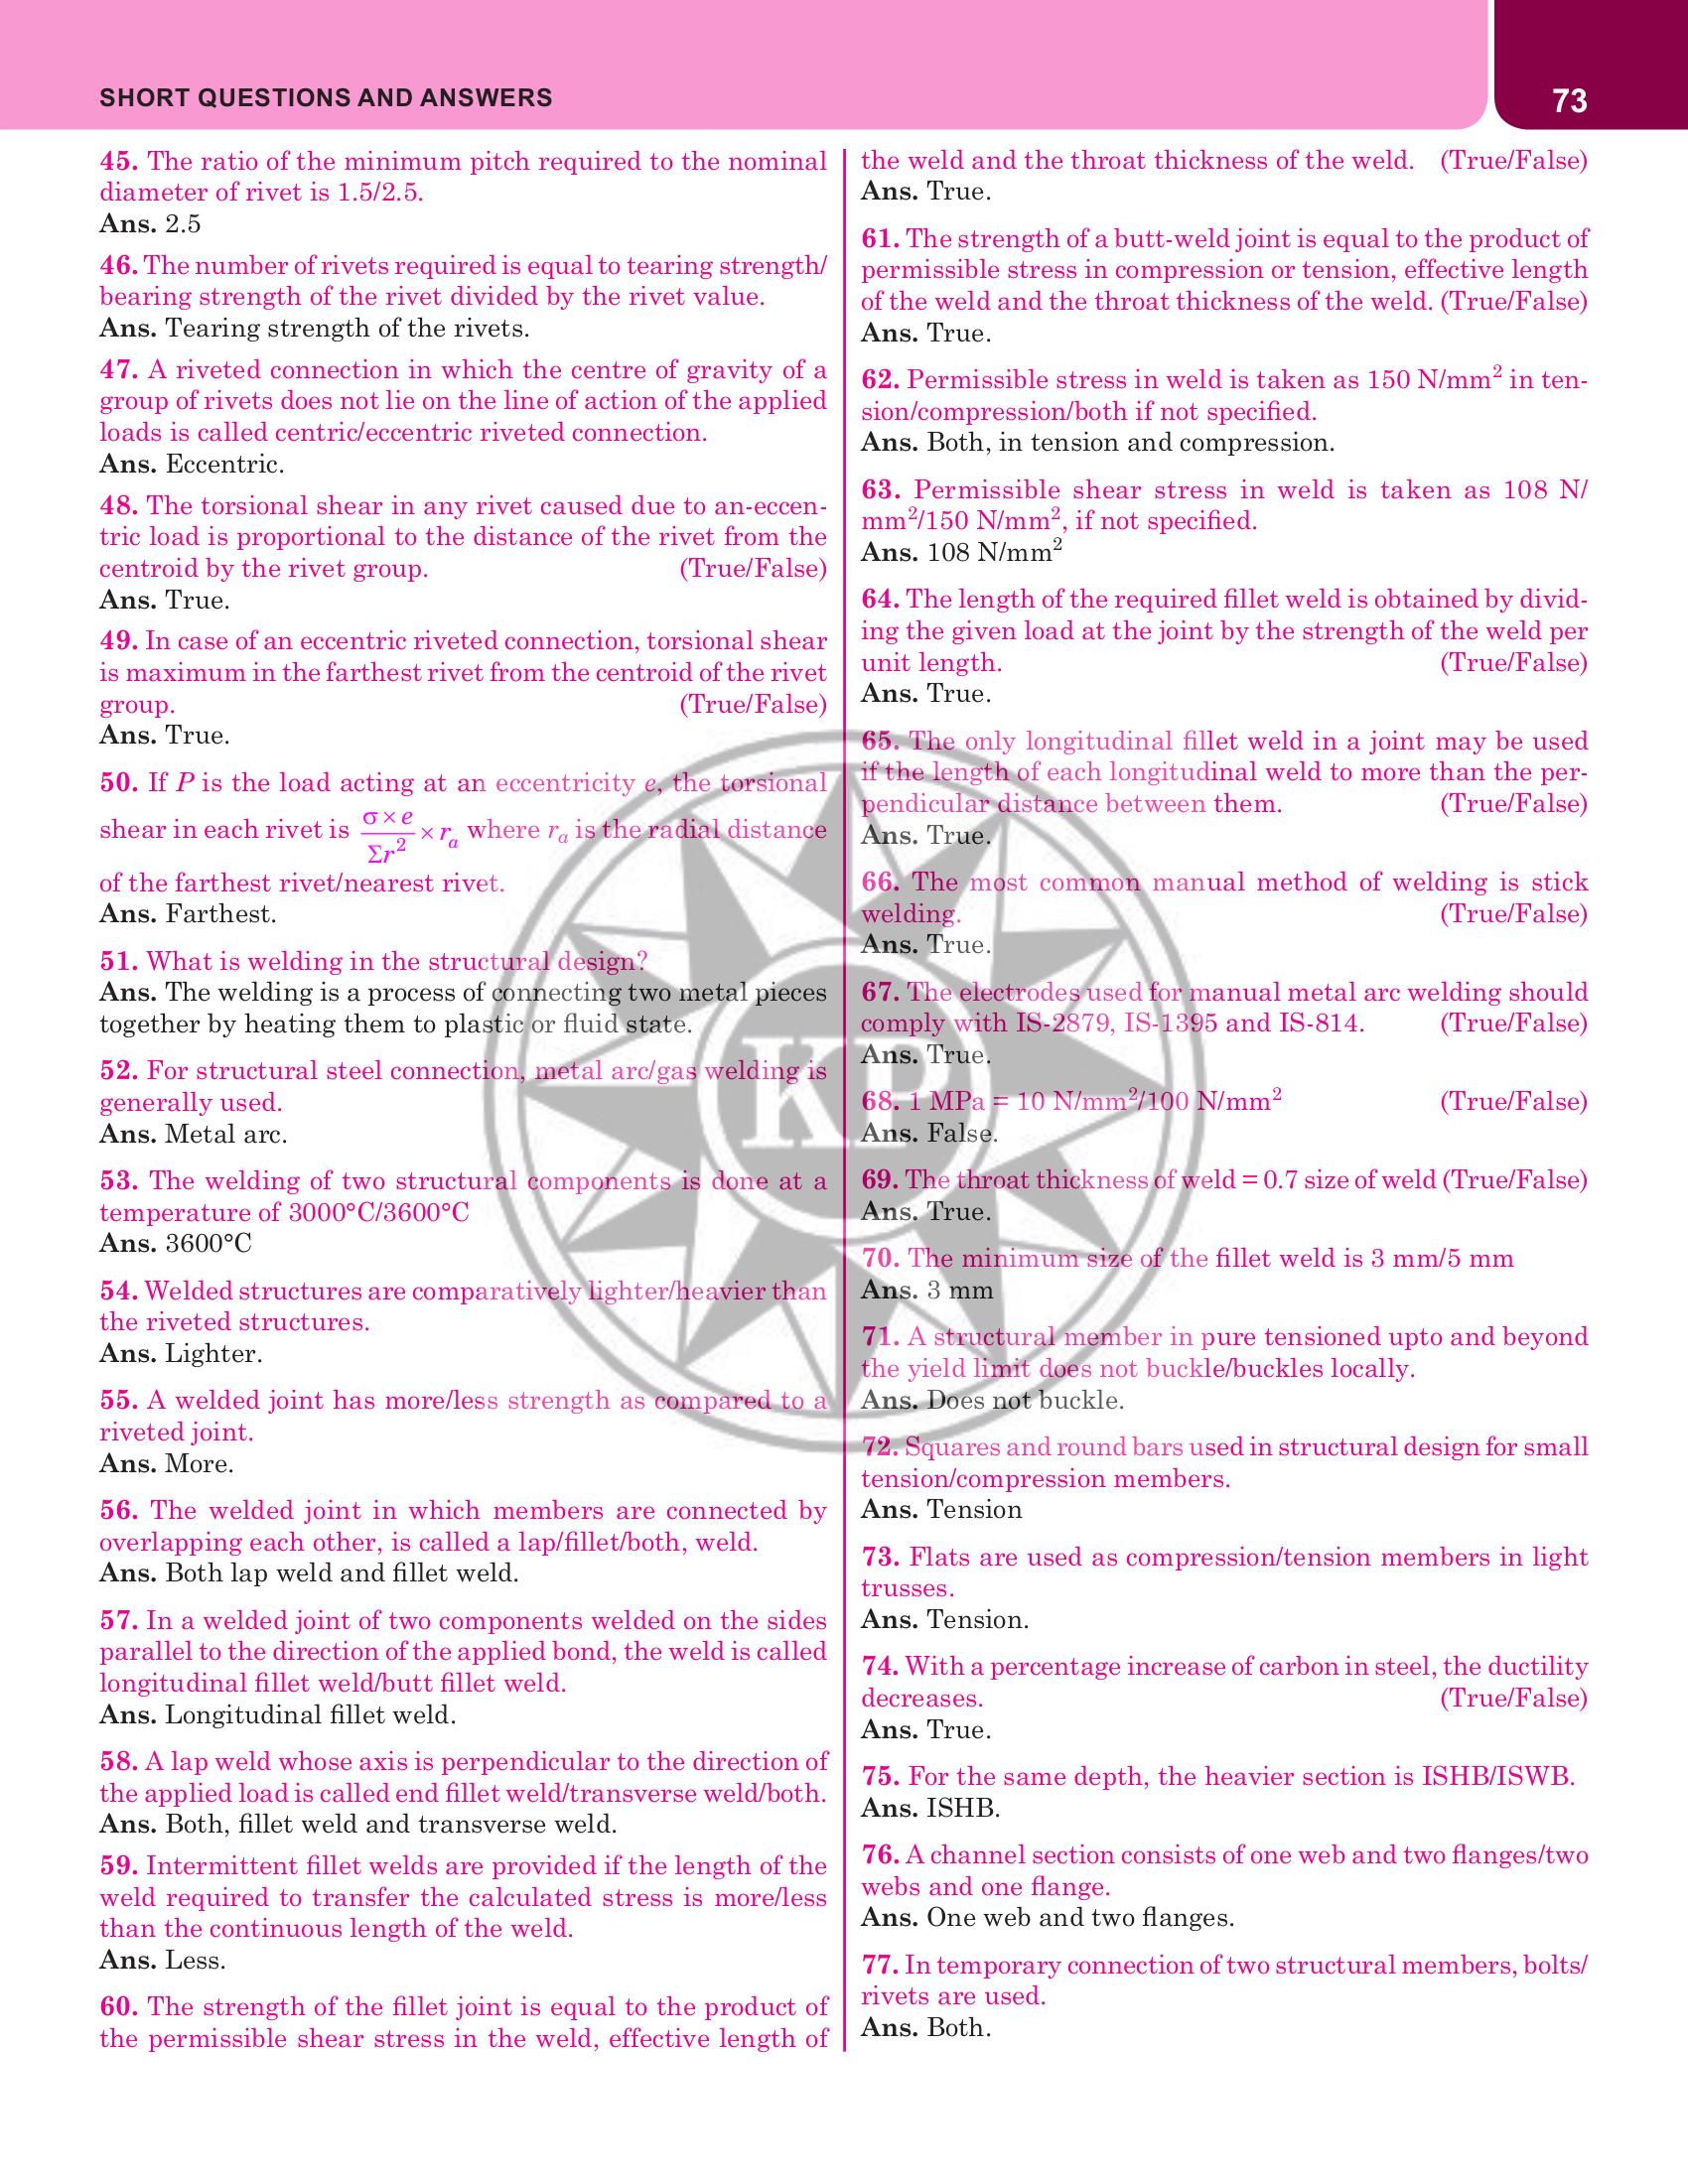 SHORT QUESTIONS AND ANSWERS
73
45. The ratio of the minimum pitch required to the nominal
diameter of rivet is 1.5/2.5.
Ans. 2.5
46. The number of rivets required is equal to tearing strength/
bearing strength of the rivet divided by the rivet value.
Ans. Tearing strength of the rivets.
47. A riveted connection in which the centre of gravity of a
group of rivets does not lie on the line of action of the applied
loads is called centric/eccentric riveted connection.
Ans. Eccentric.
48. The torsional shear in any rivet caused due to an-eccen-
tric load is proportional to the distance of the rivet from the
centroid by the rivet group. (True/False)
Ans. True.
49. In case of an eccentric riveted connection, torsional shear
is maximum in the farthest rivet from the centroid of the rivet
group. (True/False)
Ans. True.
50. If P is the load acting at an eccentricity e, the torsional
shear in each rivet is σ × e / Σr² × rₐ where rₐ is the radial distance
of the farthest rivet/nearest rivet.
Ans. Farthest.
51. What is welding in the structural design?
Ans. The welding is a process of connecting two metal pieces
together by heating them to plastic or fluid state.
52. For structural steel connection, metal arc/gas welding is
generally used.
Ans. Metal arc.
53. The welding of two structural components is done at a
temperature of 3000°C/3600°C
Ans. 3600°C
54. Welded structures are comparatively lighter/heavier than
the riveted structures.
Ans. Lighter.
55. A welded joint has more/less strength as compared to a
riveted joint.
Ans. More.
56. The welded joint in which members are connected by
overlapping each other, is called a lap/fillet/both, weld.
Ans. Both lap weld and fillet weld.
57. In a welded joint of two components welded on the sides
parallel to the direction of the applied bond, the weld is called
longitudinal fillet weld/butt fillet weld.
Ans. Longitudinal fillet weld.
58. A lap weld whose axis is perpendicular to the direction of
the applied load is called end fillet weld/transverse weld/both.
Ans. Both, fillet weld and transverse weld.
59. Intermittent fillet welds are provided if the length of the
weld required to transfer the calculated stress is more/less
than the continuous length of the weld.
Ans. Less.
60. The strength of the fillet joint is equal to the product of
the permissible shear stress in the weld, effective length of
the weld and the throat thickness of the weld. (True/False)
Ans. True.
61. The strength of a butt-weld joint is equal to the product of
permissible stress in compression or tension, effective length
of the weld and the throat thickness of the weld. (True/False)
Ans. True.
62. Permissible stress in weld is taken as 150 N/mm² in ten-
sion/compression/both if not specified.
Ans. Both, in tension and compression.
63. Permissible shear stress in weld is taken as 108 N/
mm²/150 N/mm², if not specified.
Ans. 108 N/mm²
64. The length of the required fillet weld is obtained by divid-
ing the given load at the joint by the strength of the weld per
unit length. (True/False)
Ans. True.
65. The only longitudinal fillet weld in a joint may be used
if the length of each longitudinal weld to more than the per-
pendicular distance between them. (True/False)
Ans. True.
66. The most common manual method of welding is stick
welding. (True/False)
Ans. True.
67. The electrodes used for manual metal arc welding should
comply with IS-2879, IS-1395 and IS-814. (True/False)
Ans. True.
68. 1 MPa = 10 N/mm²/100 N/mm² (True/False)
Ans. False.
69. The throat thickness of weld = 0.7 size of weld (True/False)
Ans. True.
70. The minimum size of the fillet weld is 3 mm/5 mm
Ans. 3 mm
71. A structural member in pure tensioned upto and beyond
the yield limit does not buckle/buckles locally.
Ans. Does not buckle.
72. Squares and round bars used in structural design for small
tension/compression members.
Ans. Tension
73. Flats are used as compression/tension members in light
trusses.
Ans. Tension.
74. With a percentage increase of carbon in steel, the ductility
decreases. (True/False)
Ans. True.
75. For the same depth, the heavier section is ISHB/ISWB.
Ans. ISHB.
76. A channel section consists of one web and two flanges/two
webs and one flange.
Ans. One web and two flanges.
77. In temporary connection of two structural members, bolts/
rivets are used.
Ans. Both.
KP